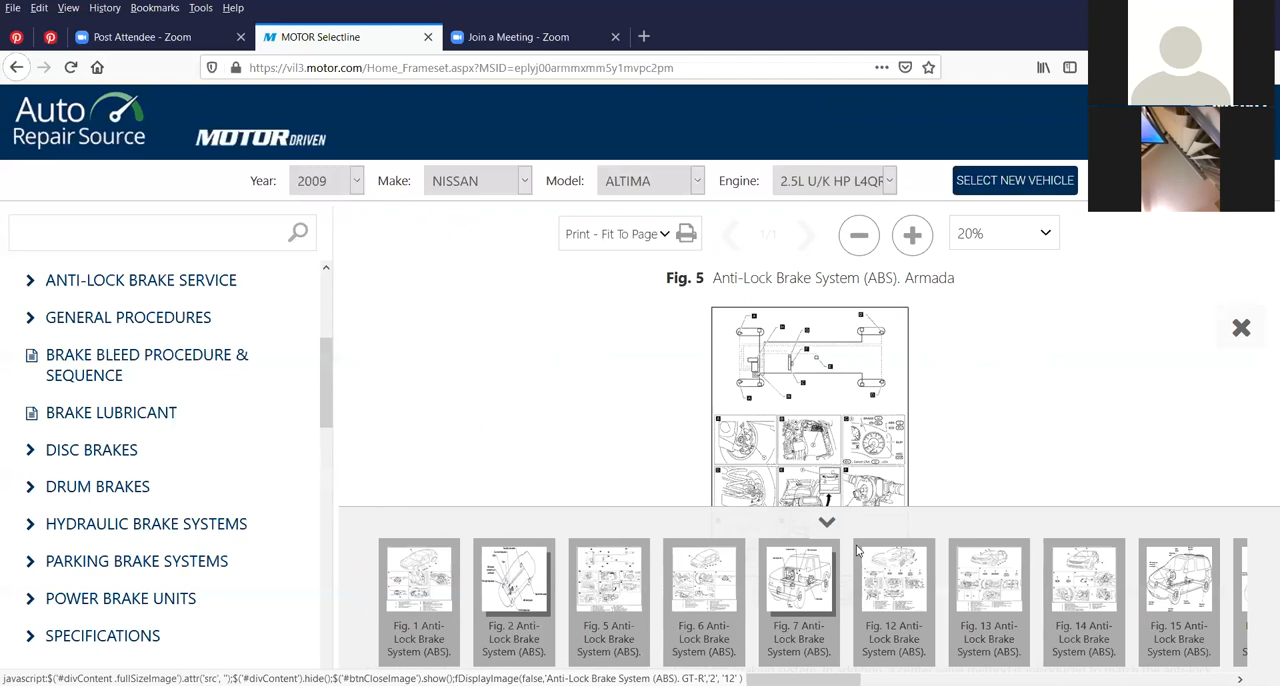 File Edit View History Bookmarks Tools Help
Post Attendee - Zoom
MOTOR Selectline
Join a Meeting - Zoom
https://vil3.motor.com/Home_Frameset.aspx?MSID=eplyj00armmxmm5y1mvpc2pm
Auto
Repair Source
MOTOR DRIVEN
Year: 2009 Make: NISSAN Model: ALTIMA Engine: 2.5L U/K HP L4QF SELECT NEW VEHICLE
Print - Fit To Page 1/1 20%
Fig. 5 Anti-Lock Brake System (ABS). Armada
ANTI-LOCK BRAKE SERVICE
GENERAL PROCEDURES
BRAKE BLEED PROCEDURE &
SEQUENCE
BRAKE LUBRICANT
DISC BRAKES
DRUM BRAKES
HYDRAULIC BRAKE SYSTEMS
PARKING BRAKE SYSTEMS
POWER BRAKE UNITS
SPECIFICATIONS
Fig. 1 Anti-
Lock Brake
System (ABS).
Fig. 2 Anti-
Lock Brake
System (ABS).
Fig. 5 Anti-
Lock Brake
System (ABS).
Fig. 6 Anti-
Lock Brake
System (ABS).
Fig. 7 Anti-
Lock Brake
System (ABS).
Fig. 12 Anti-
Lock Brake
System (ABS).
Fig. 13 Anti-
Lock Brake
System (ABS).
Fig. 14 Anti-
Lock Brake
System (ABS).
Fig. 15 Anti-
Lock Brake
System (ABS).
javascript:$('#divContent .fullSizeImage').attr('src', '');$('#divContent').hide();$('#btnCloseImage').show();fDisplayImage(false,'Anti-Lock Brake System (ABS). GT-R','2', '12' )